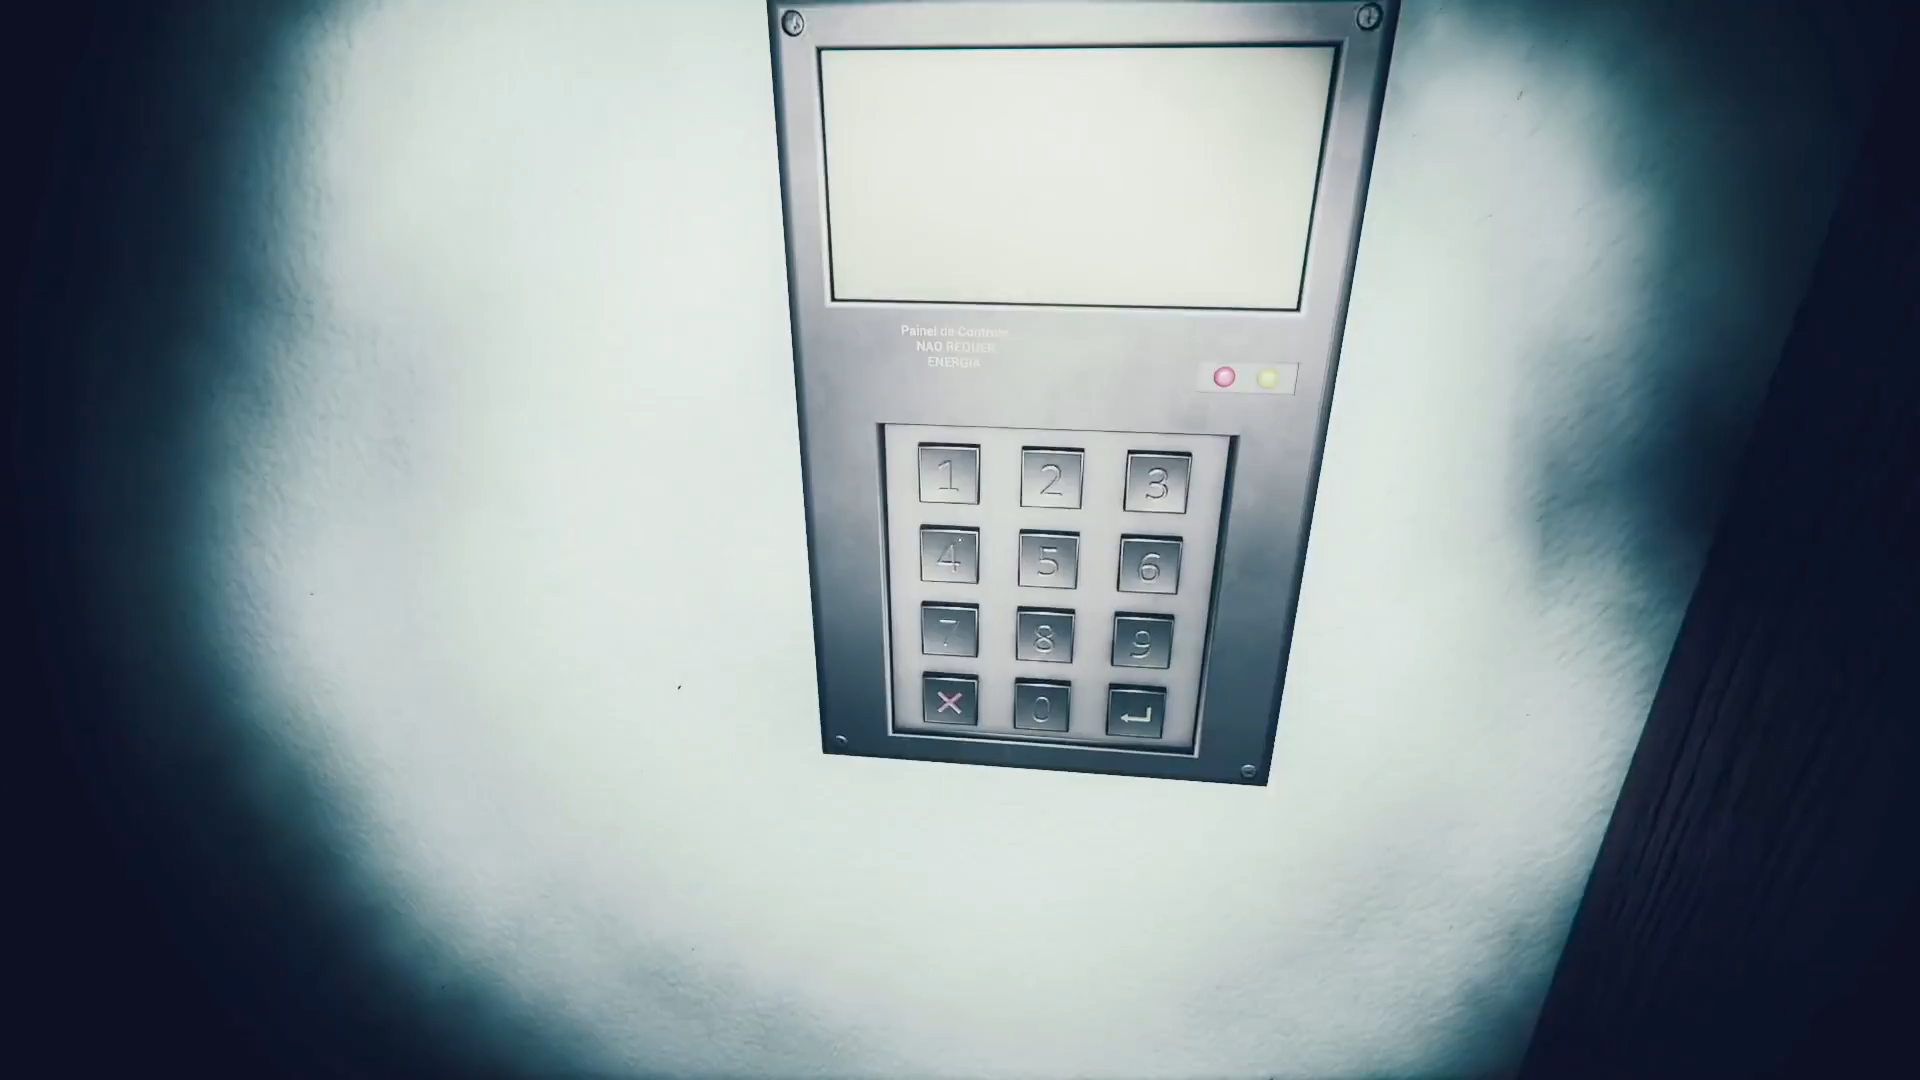 Painel de Controle
NAO REQUER
ENERGIA
1 2 3
4 5 6
7 8 9
0